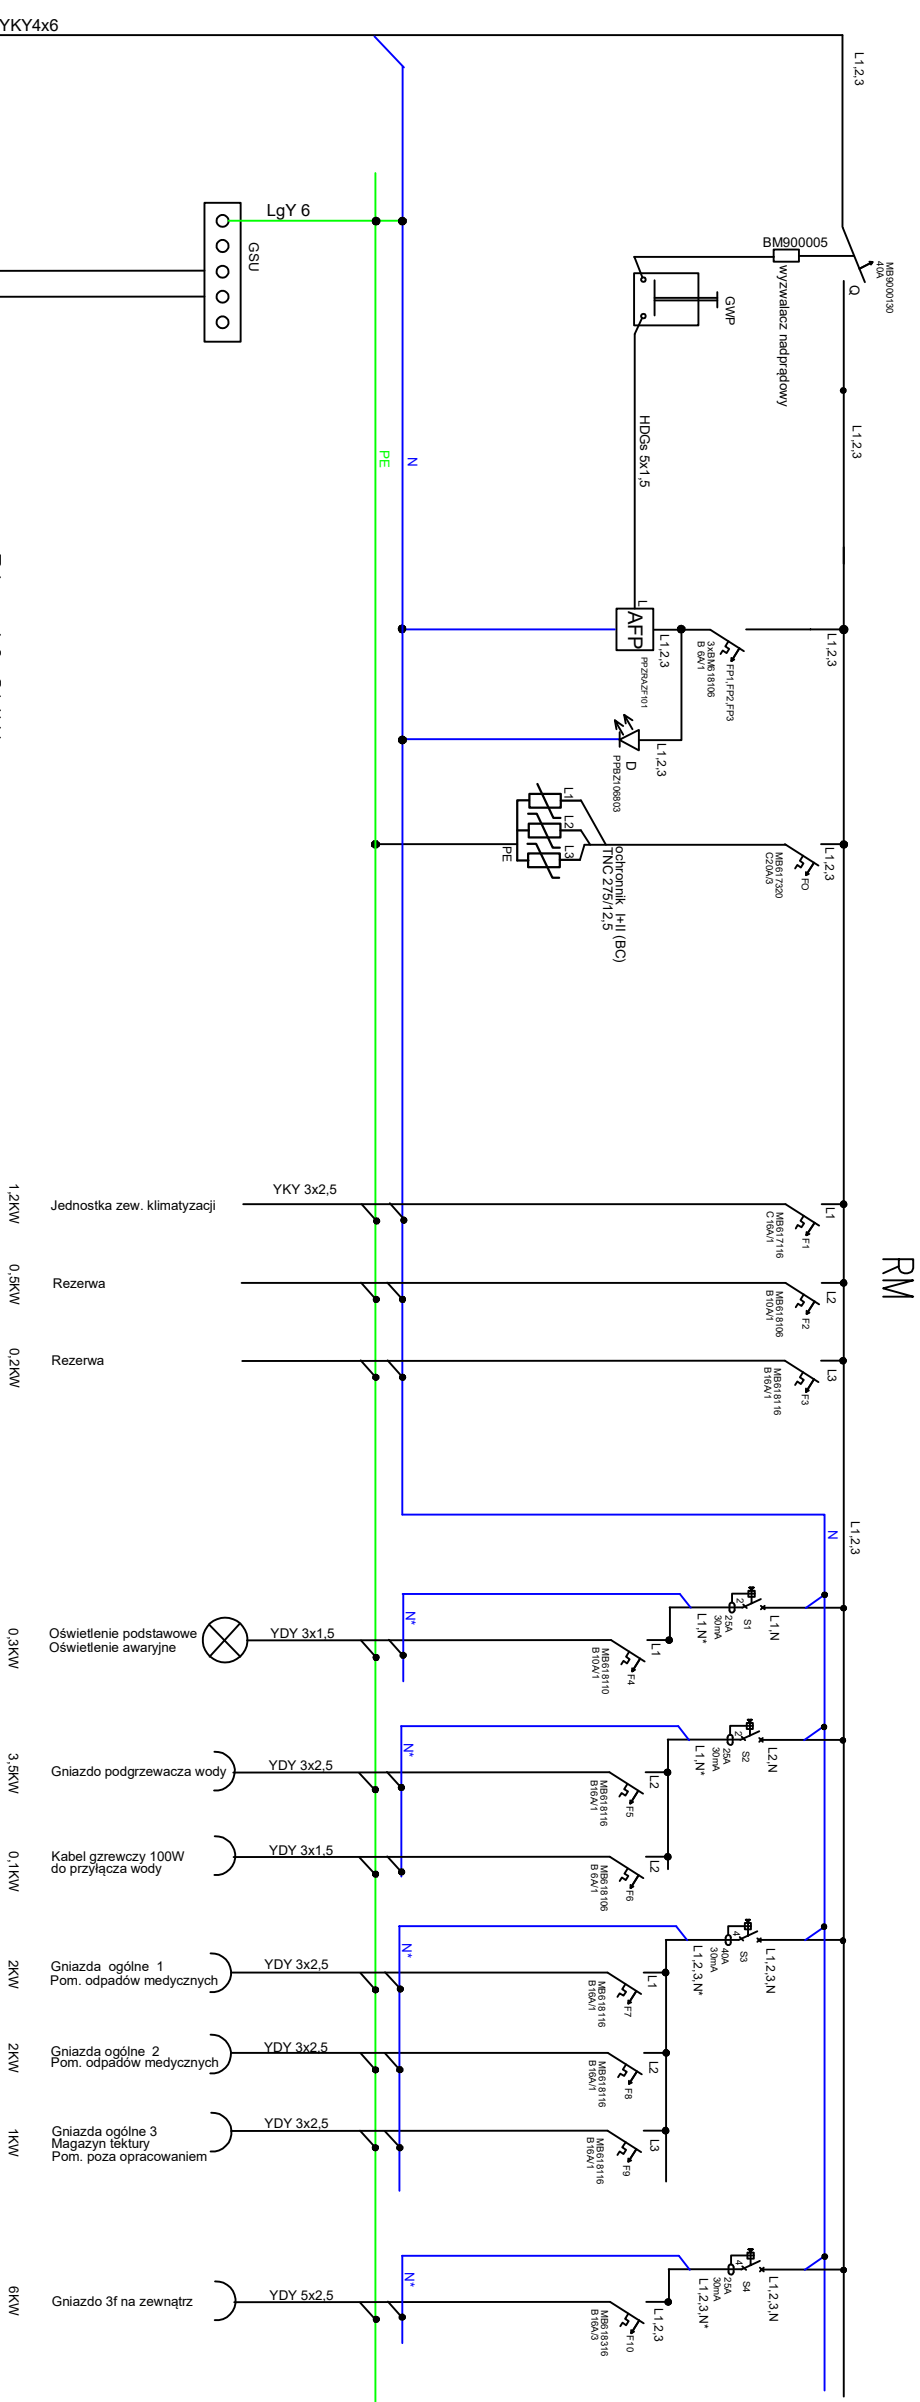 YKY4x6
L1,2,3
LgY 6
GSU
BM900005
MB9000130
40A
Q
wyzwalacz nadprądowy
GWP
L1,2,3
HDGs 5x1,5
N
PE
L
AFP
PPZRAZF101
L1,2,3
FP1,FP2,FP3
3xBM618106
B 6A/1
L1,2,3
L1,2,3
D
PPBZ106803
L1
L2
L3
PE
ochronnik I+II (BC)
TNC 275/12,5
L1,2,3
FO
MB617320
C20A/3
RM
1,2KW
Jednostka zew. klimatyzacji
YKY 3x2,5
L1
F1
MB617116
C16A/1
0,5KW
Rezerwa
L2
F2
MB618106
B10A/1
0,2KW
Rezerwa
L3
F3
MB618116
B16A/1
N
L1,2,3
0,3KW
Oświetlenie podstawowe
Oświetlenie awaryjne
YDY 3x1,5
N*
L1
F4
MB618110
B10A/1
L1,N*
25A
30mA
2
S1
L1,N
3,5KW
Gniazdo podgrzewacza wody
YDY 3x2,5
N*
L2
F5
MB618116
B16A/1
L1,N*
25A
30mA
2
S2
L2,N
0,1KW
Kabel gzrewczy 100W
do przyłącza wody
YDY 3x1,5
L2
F6
MB618106
B 6A/1
2KW
Gniazda ogólne 1
Pom. odpadów medycznych
YDY 3x2,5
N*
L1
F7
MB618116
B16A/1
L1,2,3,N*
40A
30mA
4
S3
L1,2,3,N
2KW
Gniazda ogólne 2
Pom. odpadów medycznych
YDY 3x2,5
L2
F8
MB618116
B16A/1
1KW
Gniazda ogólne 3
Magazyn tektury
Pom. poza opracowaniem
YDY 3x2,5
L3
F9
MB618116
B16A/1
6KW
Gniazdo 3f na zewnątrz
YDY 5x2,5
N*
L1,2,3
F10
MB618316
B16A/3
L1,2,3,N*
25A
30mA
4
S4
L1,2,3,N